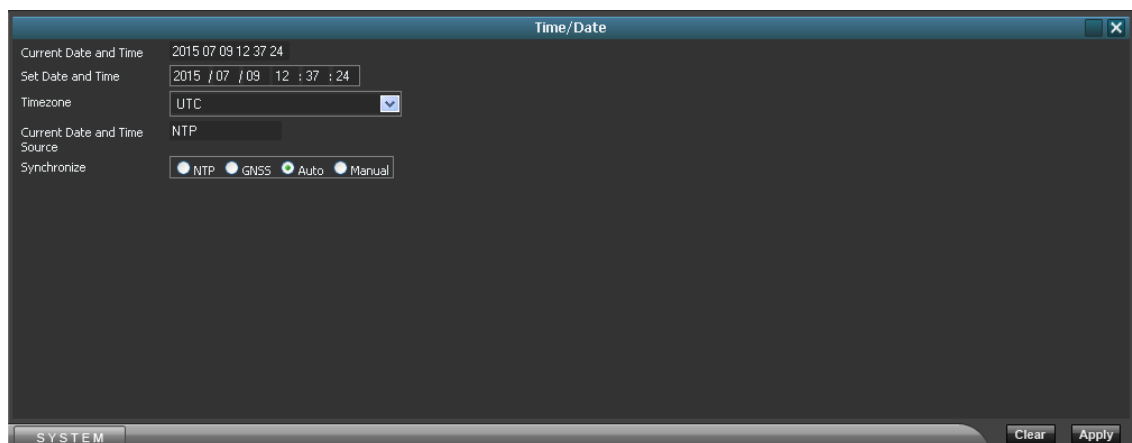 Time/Date
Current Date and Time 2015 07 09 12 37 24
Set Date and Time 2015 / 07 / 09 12 : 37 : 24
Timezone UTC
Current Date and Time Source NTP
Synchronize NTP GNSS Auto Manual
SYSTEM Clear Apply